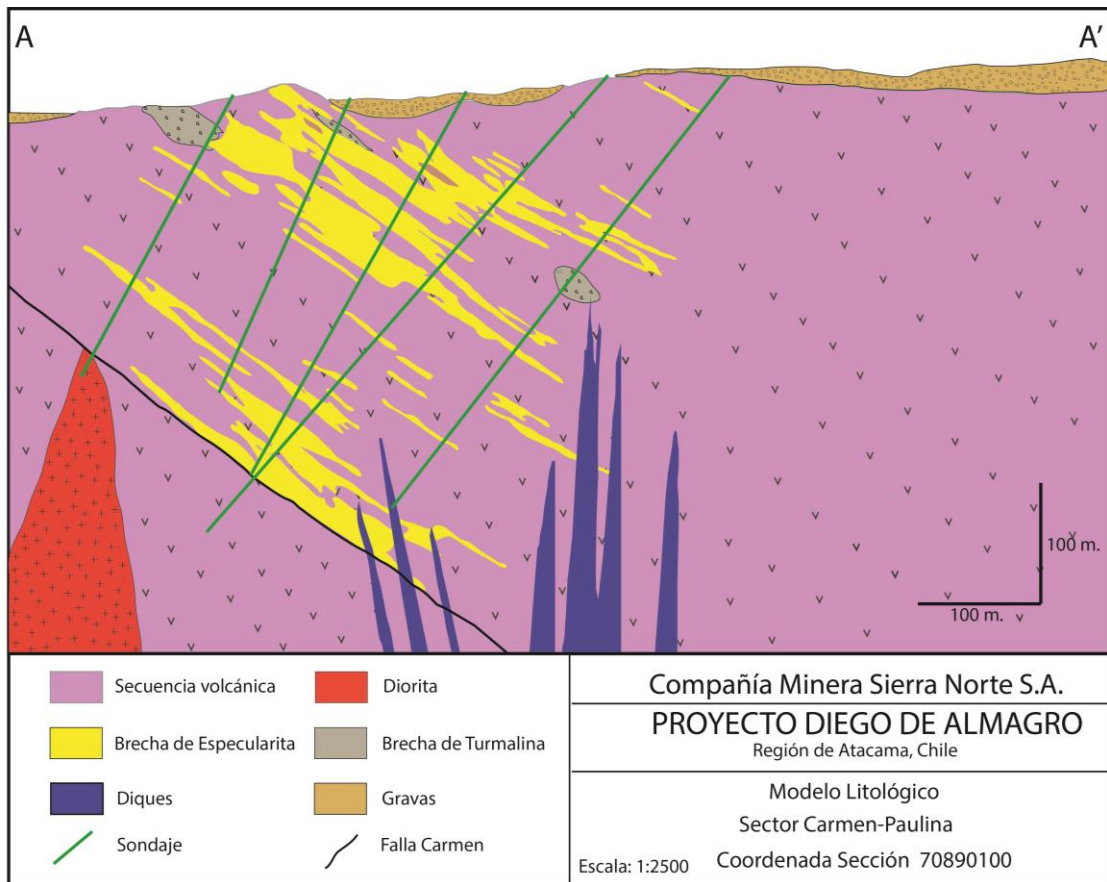 A
A'
100 m.
100 m.
Secuencia volcánica
Diorita
Brecha de Especularita
Brecha de Turmalina
Diques
Gravas
Sondaje
Falla Carmen
Compañía Minera Sierra Norte S.A.
PROYECTO DIEGO DE ALMAGRO
Región de Atacama, Chile
Modelo Litológico
Sector Carmen-Paulina
Escala: 1:2500
Coordenada Sección 70890100